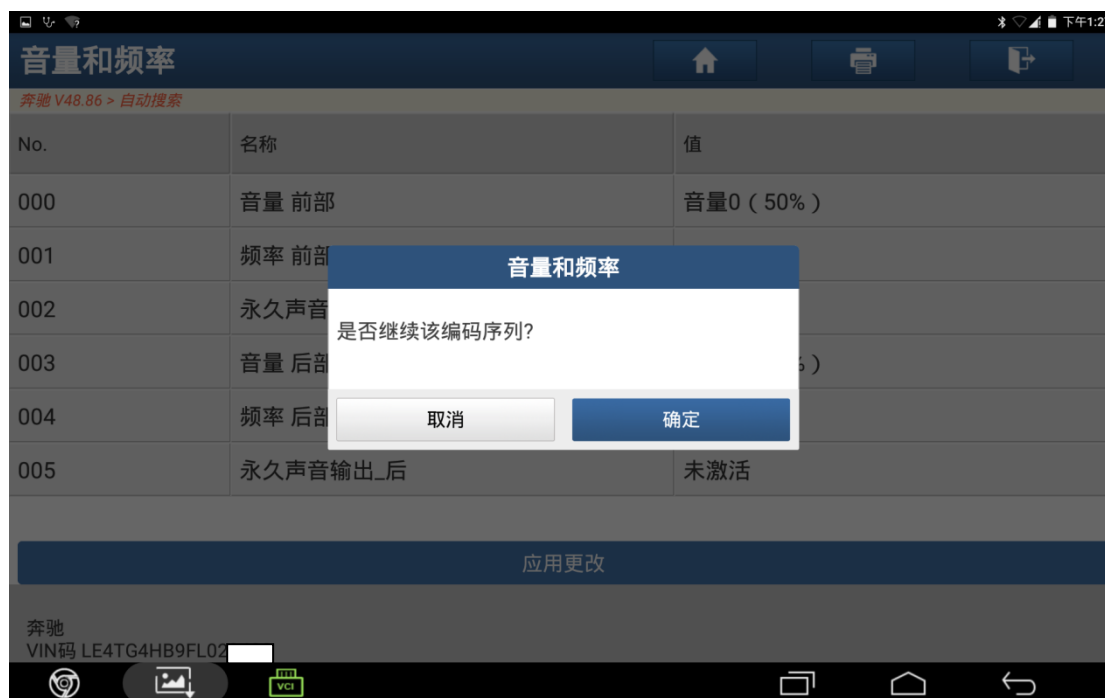 下午1:2
音量和频率
奔驰 V48.86 > 自动搜索
No. 名称 值
000 音量 前部 音量0 ( 50% )
001 频率 前部
002 永久声音
音量和频率
是否继续该编码序列?
取消 确定
003 音量 后部 )
004 频率 后部
005 永久声音输出_后 未激活
应用更改
奔驰
VIN码 LE4TG4HB9FL02
VCI